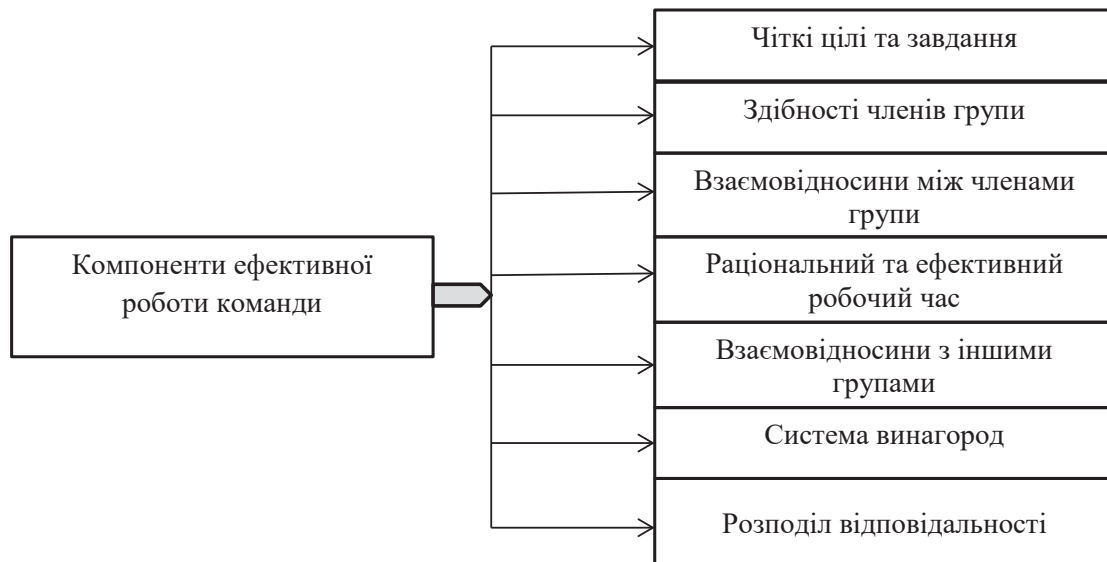 Чіткі цілі та завдання
Здібності членів групи
Взаємовідносини між членами
групи
Компоненти ефективної
роботи команди
Раціональний та ефективний
робочий час
Взаємовідносини з іншими
групами
Система винагород
Розподіл відповідальності